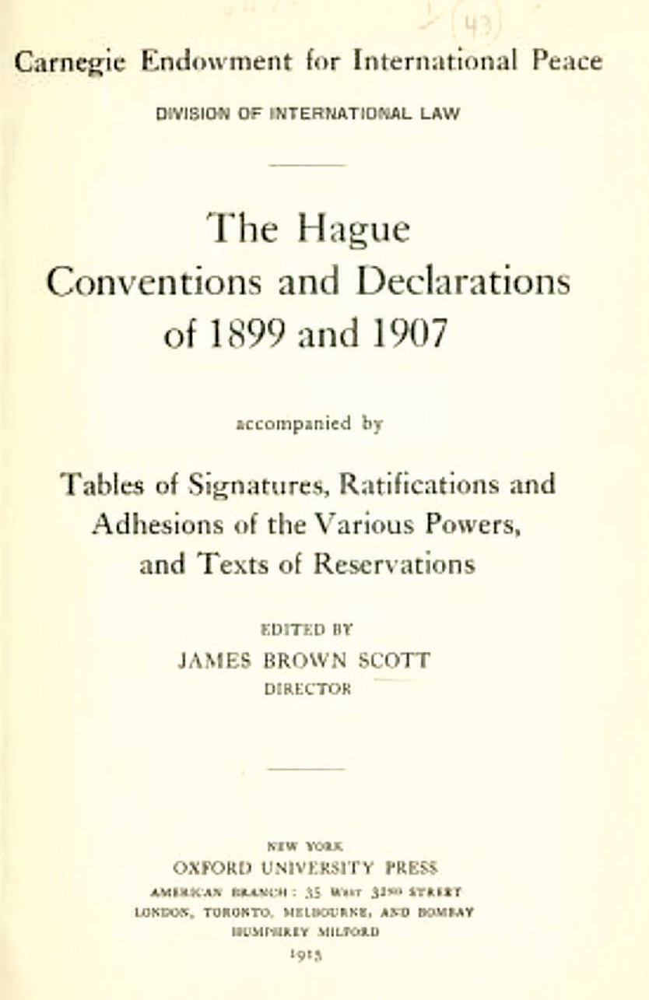 43
Carnegie Endowment for International Peace
DIVISION OF INTERNATIONAL LAW
The Hague
Conventions and Declarations
of 1899 and 1907
accompanied by
Tables of Signatures, Ratifications and
Adhesions of the Various Powers,
and Texts of Reservations
EDITED BY
JAMES BROWN SCOTT
DIRECTOR
NEW YORK
OXFORD UNIVERSITY PRESS
AMERICAN BRANCH : 35 WEST 32ND STREET
LONDON, TORONTO, MELBOURNE, AND BOMBAY
HUMPHREY MILFORD
1915